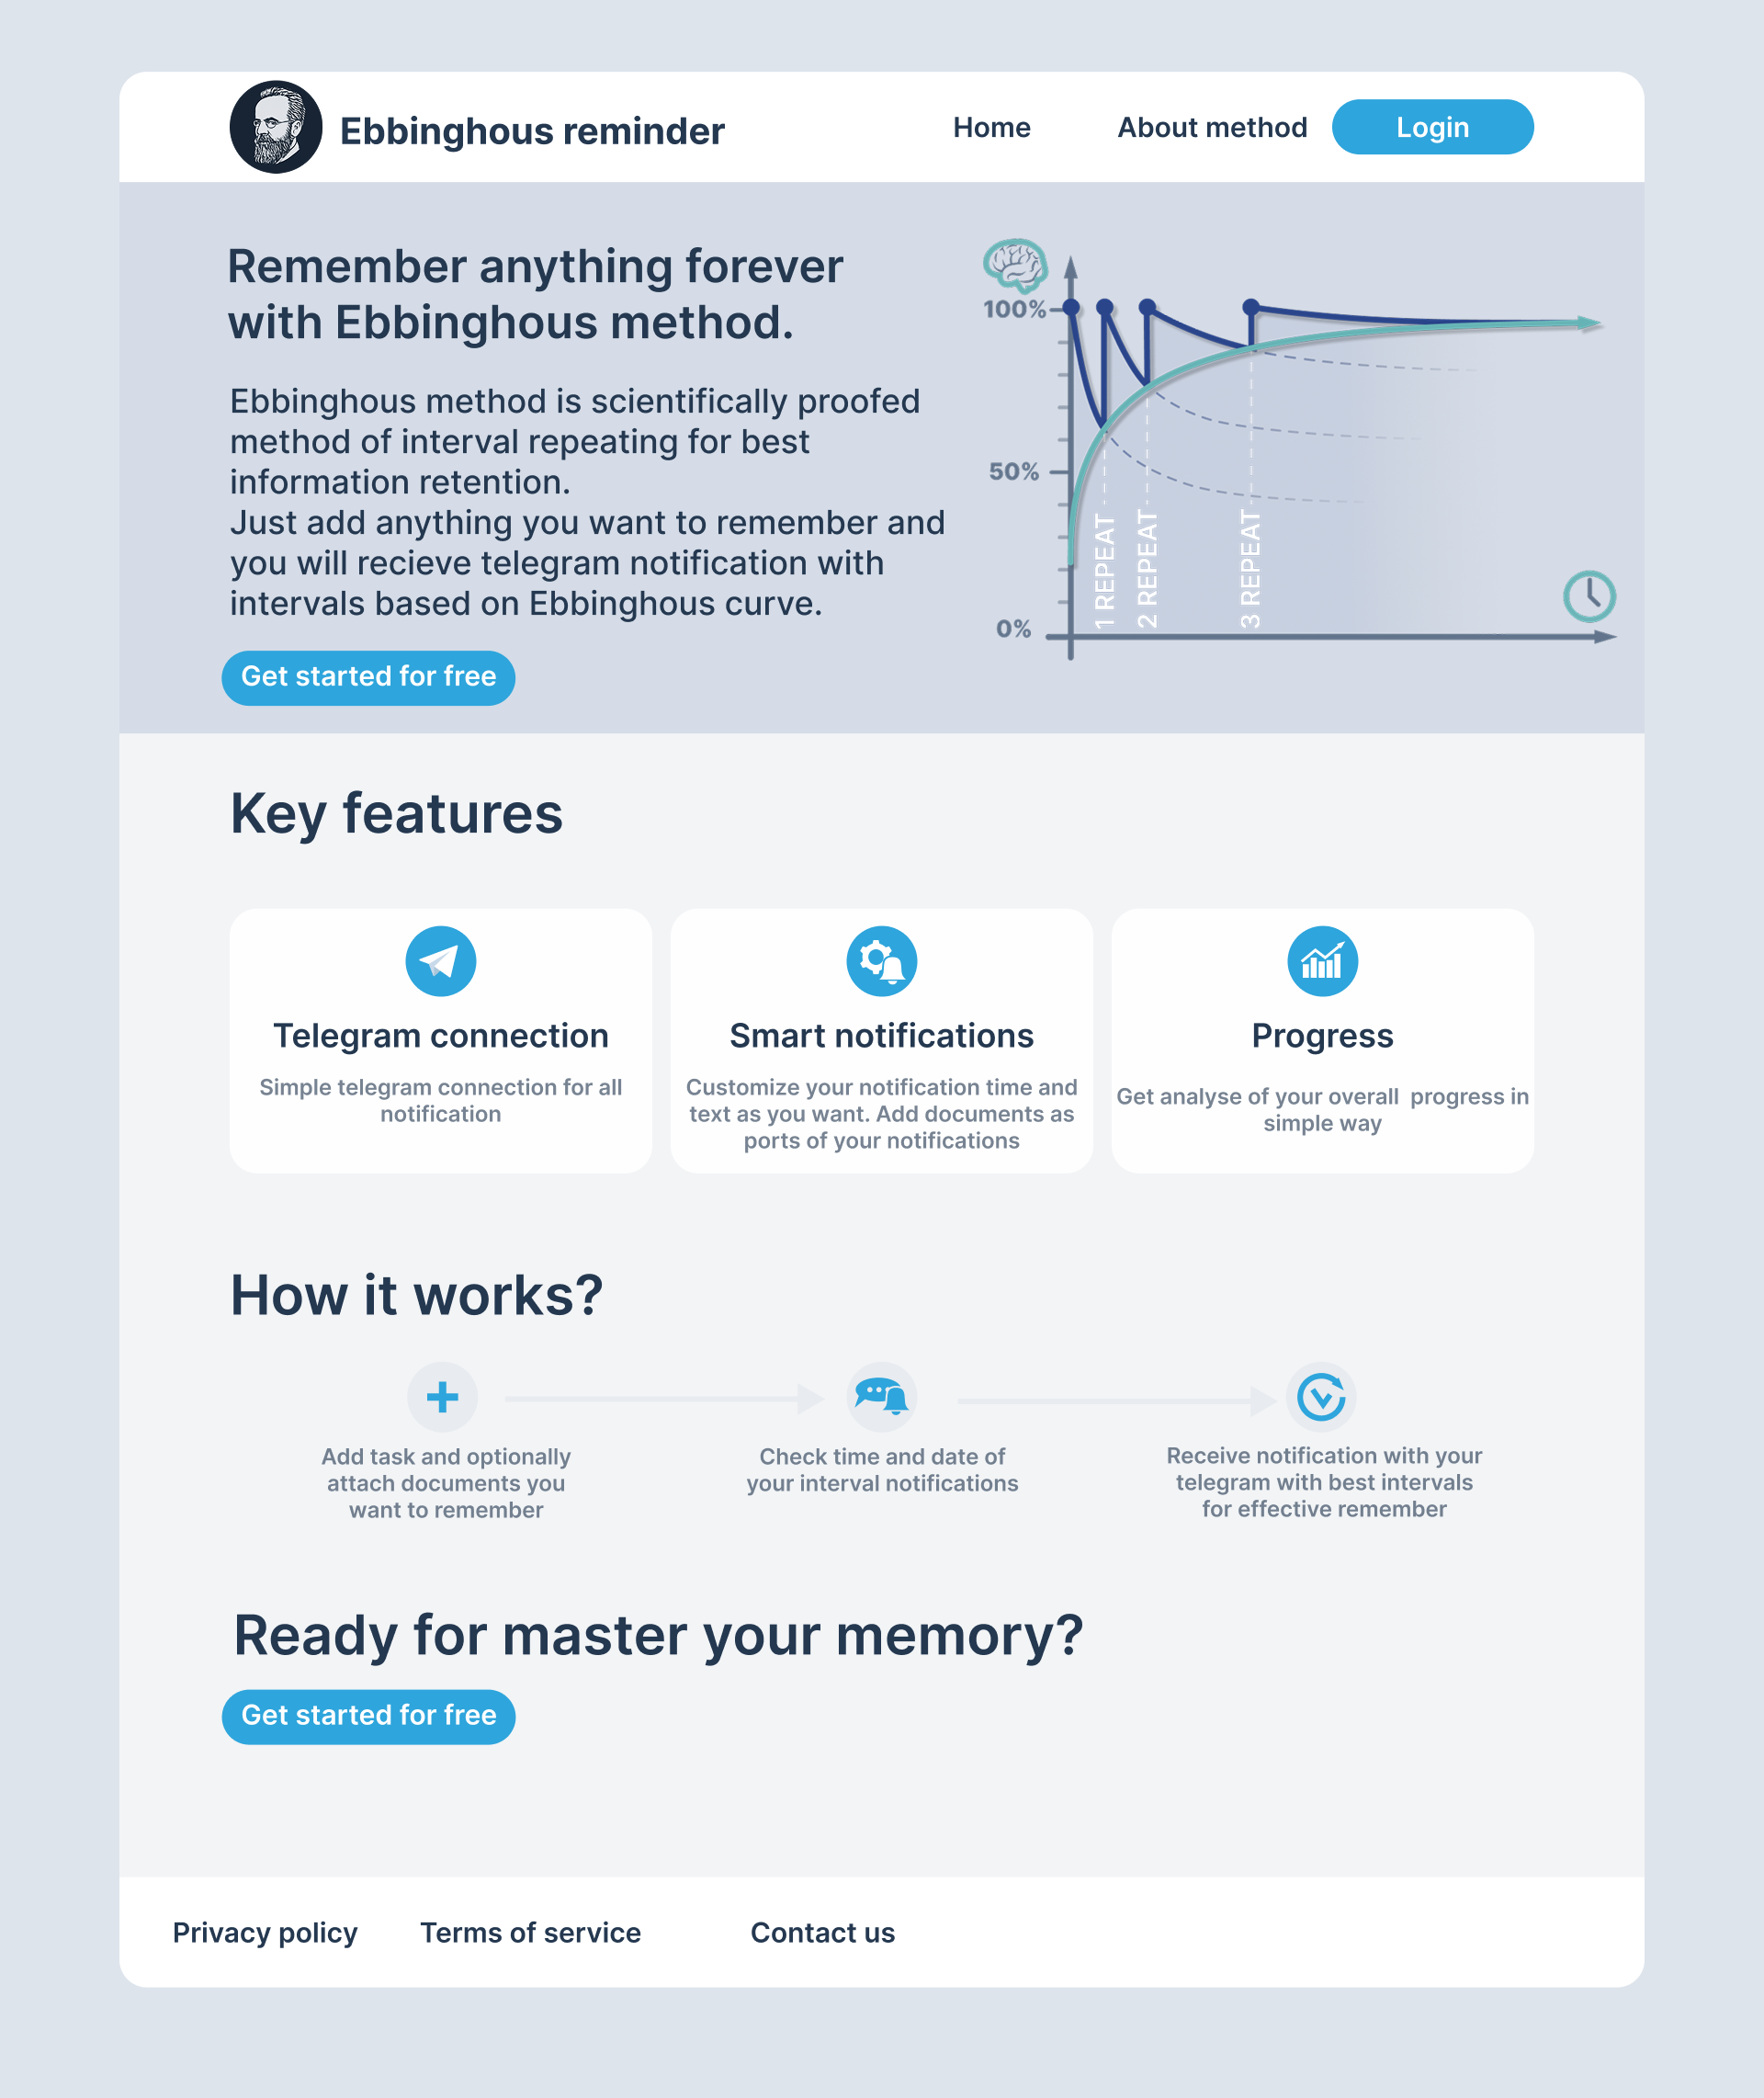 Ebbinghous reminder
Home
About method
Login
Remember anything forever
with Ebbinghous method.
Ebbinghous method is scientifically proofed
method of interval repeating for best
information retention.
Just add anything you want to remember and
you will recieve telegram notification with
intervals based on Ebbinghous curve.
Get started for free
100%
50%
0%
1 REPEAT
2 REPEAT
3 REPEAT
Key features
Telegram connection
Simple telegram connection for all
notification
Smart notifications
Customize your notification time and
text as you want. Add documents as
ports of your notifications
Progress
Get analyse of your overall  progress in
simple way
How it works?
Add task and optionally
attach documents you
want to remember
Check time and date of
your interval notifications
Receive notification with your
telegram with best intervals
for effective remember
Ready for master your memory?
Get started for free
Privacy policy
Terms of service
Contact us